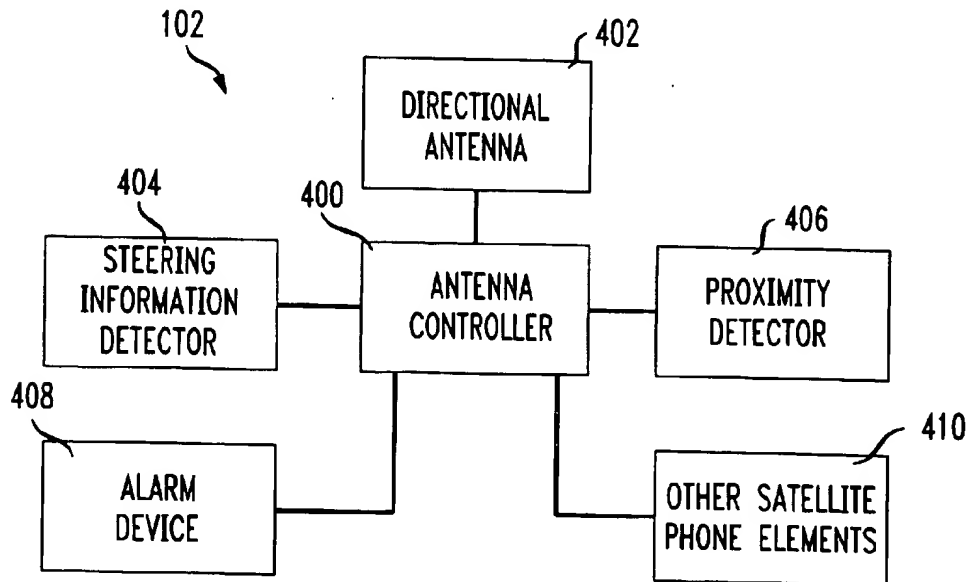 102
402
DIRECTIONAL
ANTENNA
404
400
406
STEERING
INFORMATION
DETECTOR
ANTENNA
CONTROLLER
PROXIMITY
DETECTOR
408
410
ALARM
DEVICE
OTHER SATELLITE
PHONE ELEMENTS